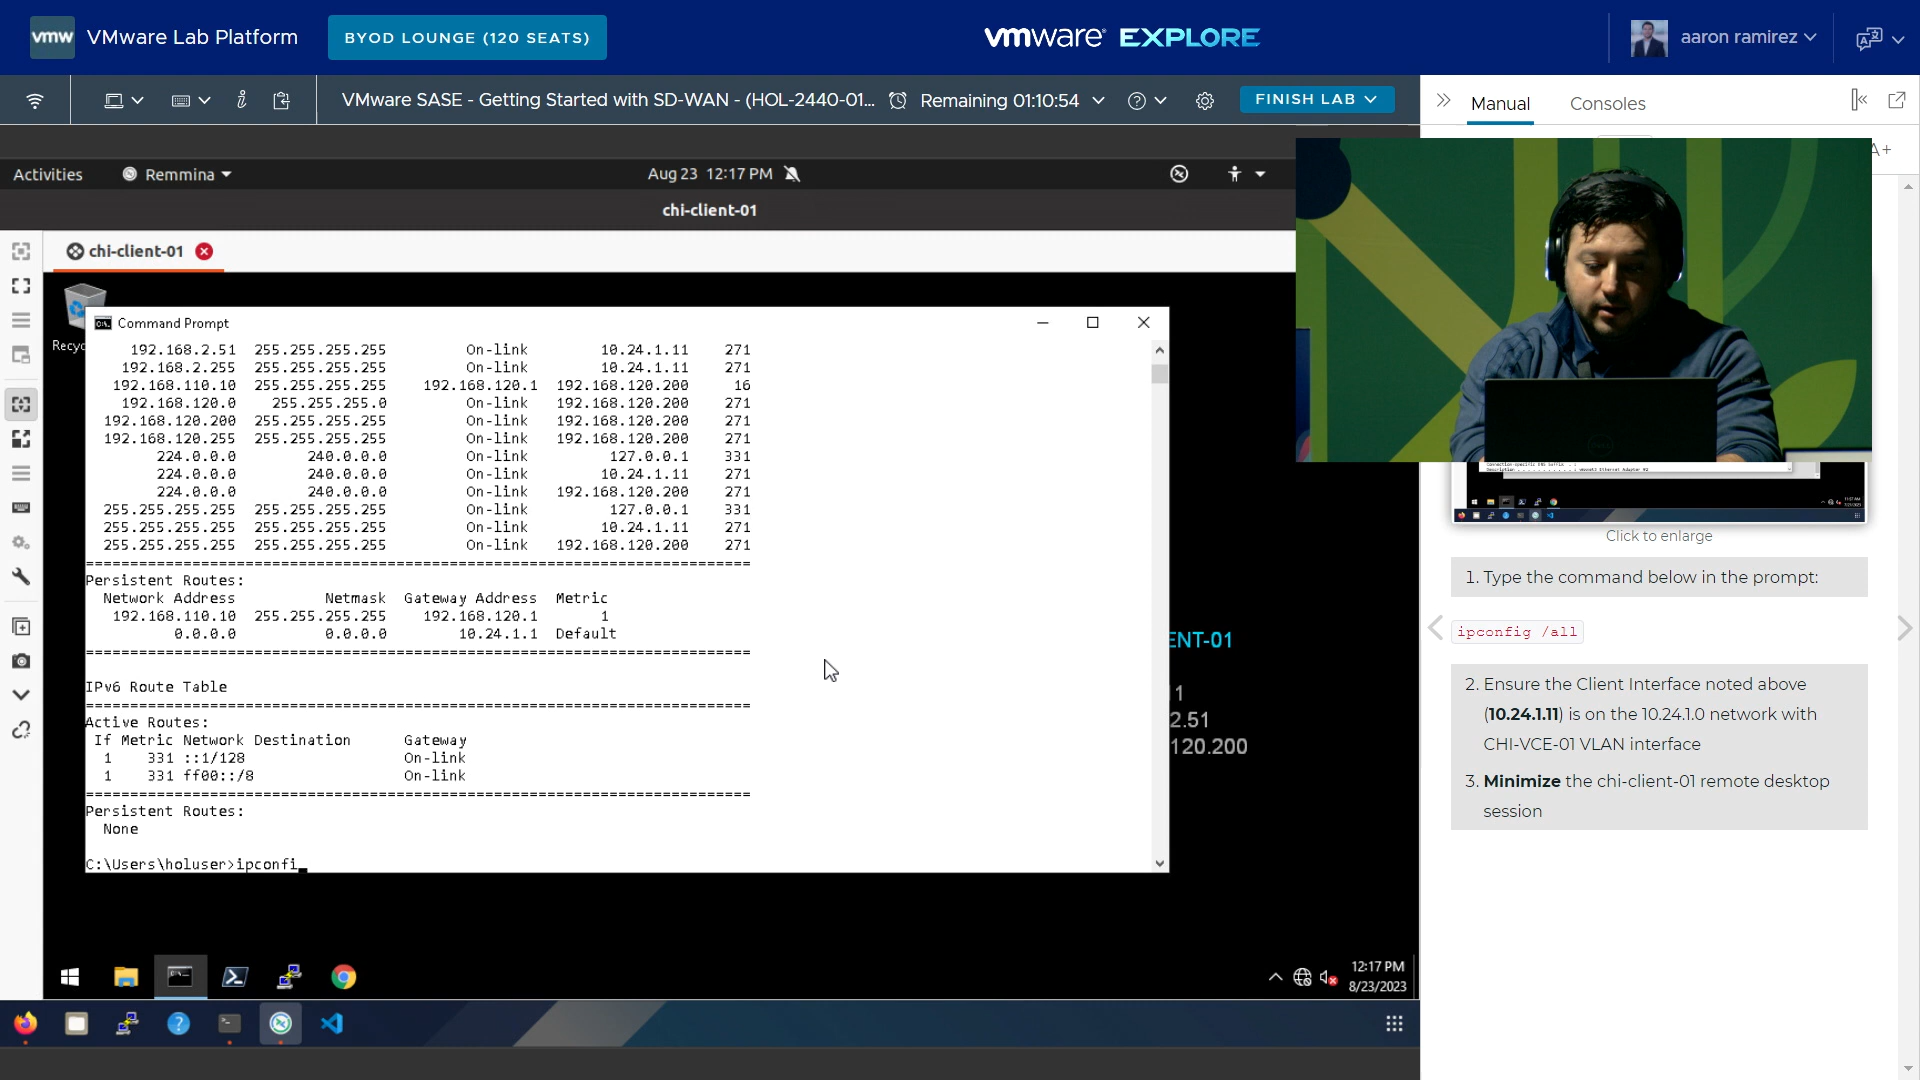 vmw VMware Lab Platform BYOD LOUNGE (120 SEATS) vmware EXPLORE aaron ramirez
VMware SASE - Getting Started with SD-WAN - (HOL-2440-01... Remaining 01:10:54 FINISH LAB
Manual Consoles
A+
Activities Remmina Aug 23 12:17 PM
chi-client-01
chi-client-01
Recyc
Command Prompt
192.168.2.51 255.255.255.255 On-link 10.24.1.11 271
192.168.2.255 255.255.255.255 On-link 10.24.1.11 271
192.168.110.10 255.255.255.255 192.168.120.1 192.168.120.200 16
192.168.120.0 255.255.255.0 On-link 192.168.120.200 271
192.168.120.200 255.255.255.255 On-link 192.168.120.200 271
192.168.120.255 255.255.255.255 On-link 192.168.120.200 271
224.0.0.0 240.0.0.0 On-link 127.0.0.1 331
224.0.0.0 240.0.0.0 On-link 10.24.1.11 271
224.0.0.0 240.0.0.0 On-link 192.168.120.200 271
255.255.255.255 255.255.255.255 On-link 127.0.0.1 331
255.255.255.255 255.255.255.255 On-link 10.24.1.11 271
255.255.255.255 255.255.255.255 On-link 192.168.120.200 271
===========================================================================
Persistent Routes:
Network Address Netmask Gateway Address Metric
192.168.110.10 255.255.255.255 192.168.120.1 1
0.0.0.0 0.0.0.0 10.24.1.1 Default
===========================================================================
IPv6 Route Table
===========================================================================
Active Routes:
If Metric Network Destination Gateway
1 331 ::1/128 On-link
1 331 ff00::/8 On-link
===========================================================================
Persistent Routes:
None
C:\Users\holuser>ipconfi_
ENT-01
1
2.51
120.200
12:17 PM
8/23/2023
Click to enlarge
1. Type the command below in the prompt:
ipconfig /all
2. Ensure the Client Interface noted above
(10.24.1.11) is on the 10.24.1.0 network with
CHI-VCE-01 VLAN interface
3. Minimize the chi-client-01 remote desktop
session